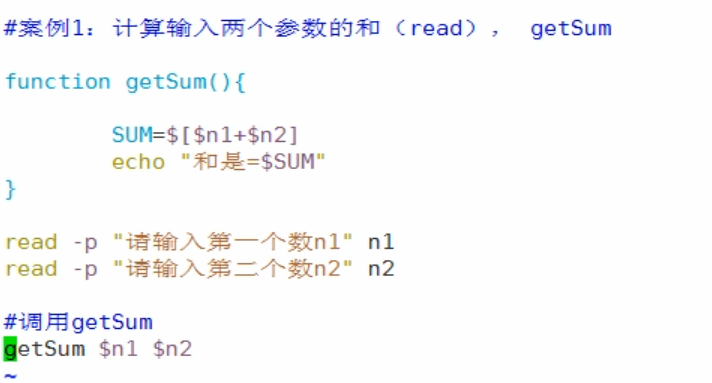 #案例1：计算输入两个参数的和（read）， getSum
function getSum(){
SUM=$[$n1+$n2]
echo "和是=$SUM"
}
read -p "请输入第一个数n1" n1
read -p "请输入第二个数n2" n2
#调用getSum
getSum $n1 $n2
~